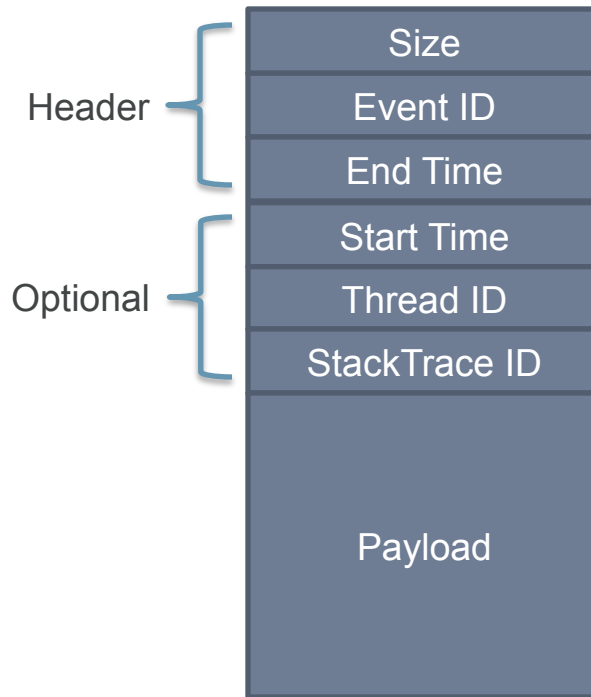 Header
Size
Event ID
End Time
Optional
Start Time
Thread ID
StackTrace ID
Payload